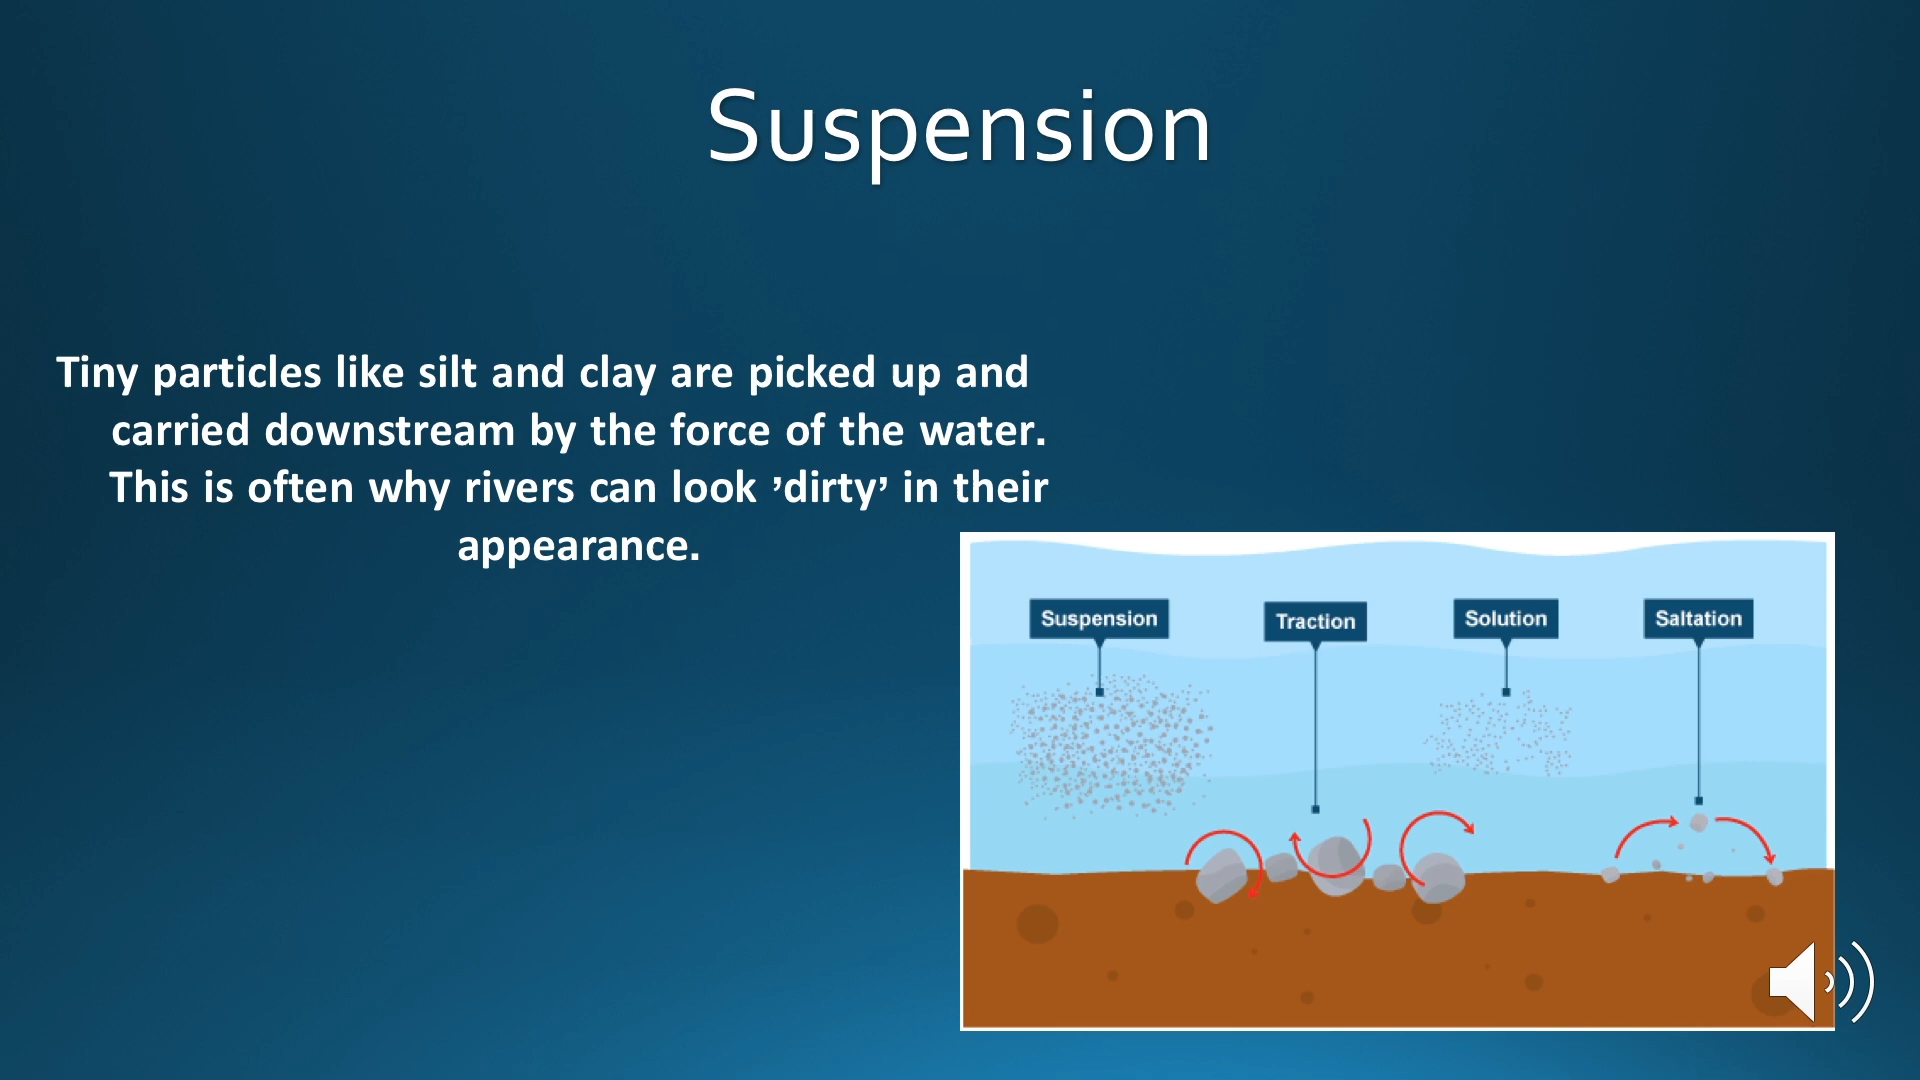 Suspension
Tiny particles like silt and clay are picked up and
carried downstream by the force of the water.
This is often why rivers can look ’dirty’ in their
appearance.
Suspension
Traction
Solution
Saltation